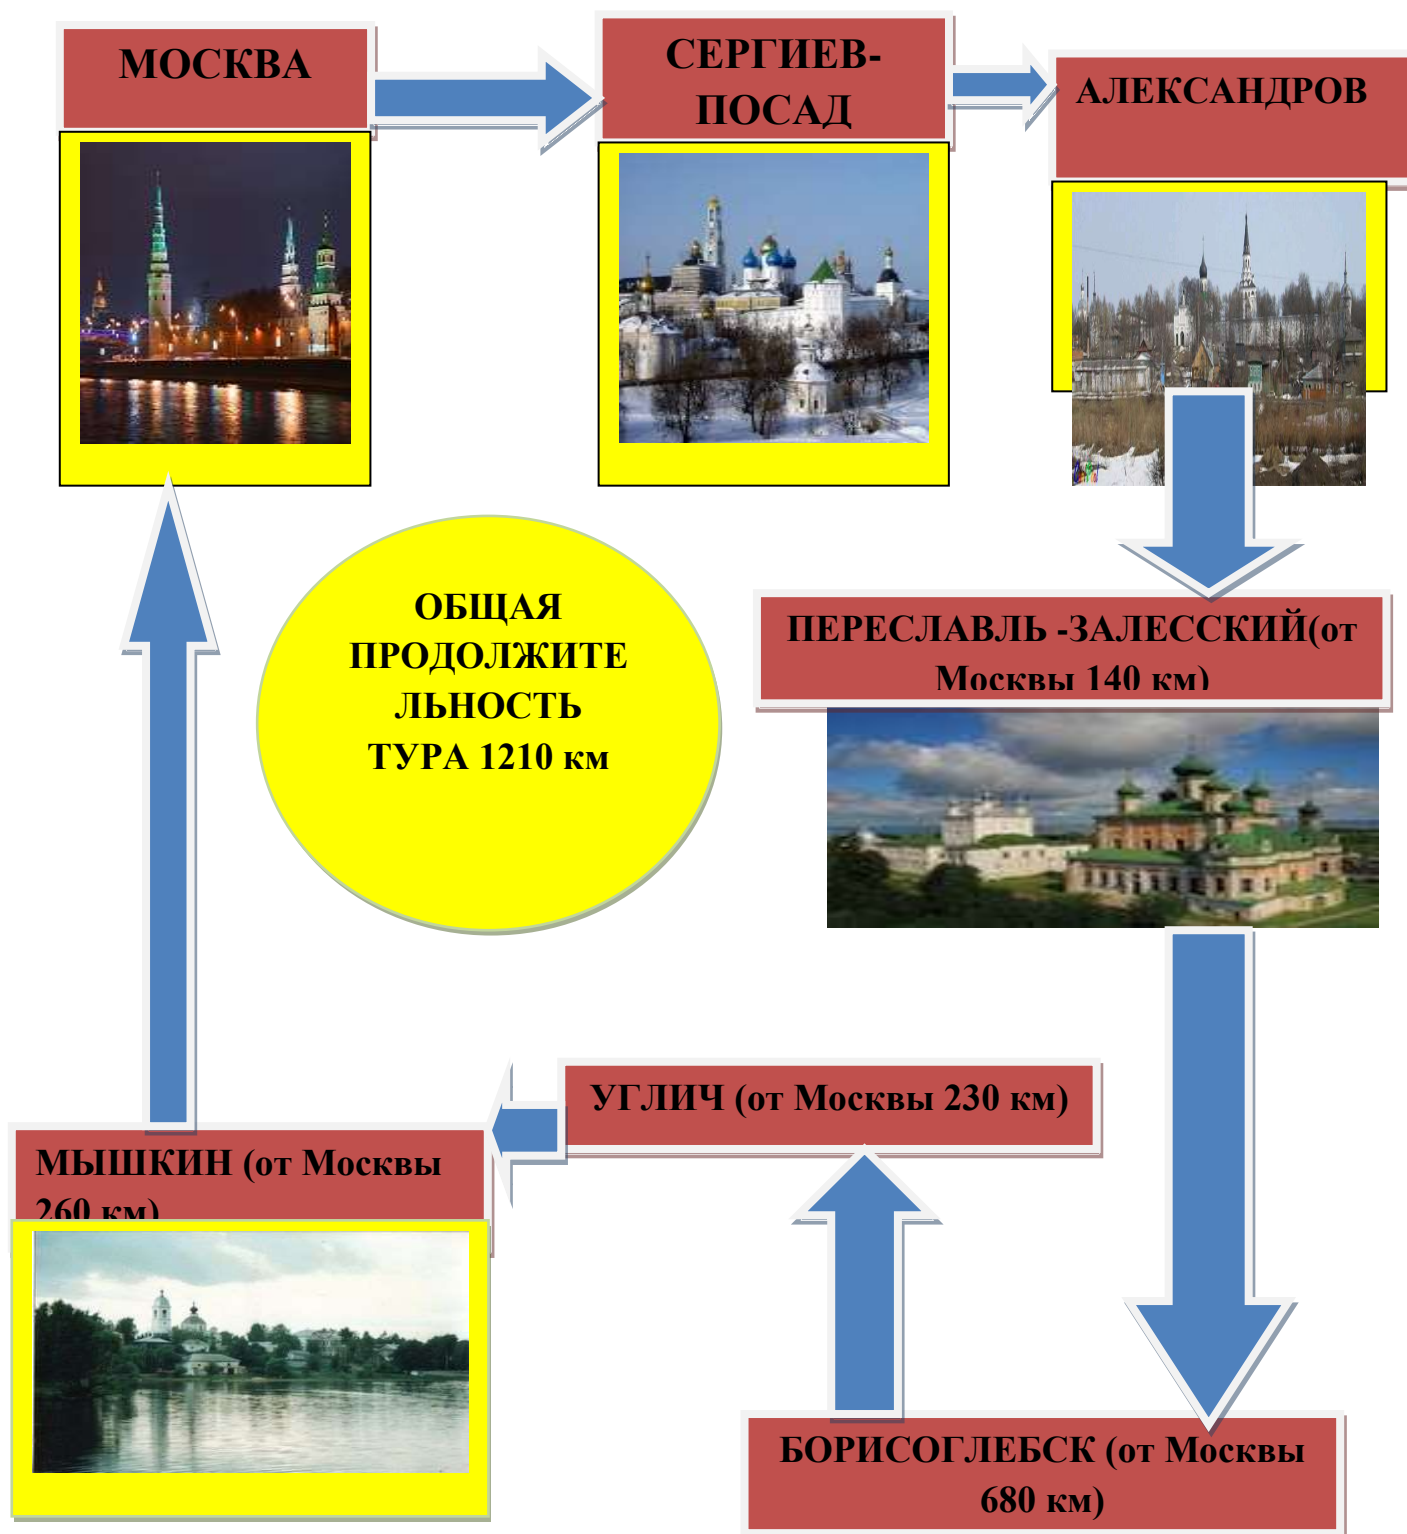 МОСКВА
СЕРГИЕВ-
ПОСАД
АЛЕКСАНДРОВ
ОБЩАЯ
ПРОДОЛЖИТЕ
ЛЬНОСТЬ
ТУРА 1210 км
ПЕРЕСЛАВЛЬ -ЗАЛЕССКИЙ(от
Москвы 140 км)
УГЛИЧ (от Москвы 230 км)
МЫШКИН (от Москвы
260 км)
БОРИСОГЛЕБСК (от Москвы
680 км)